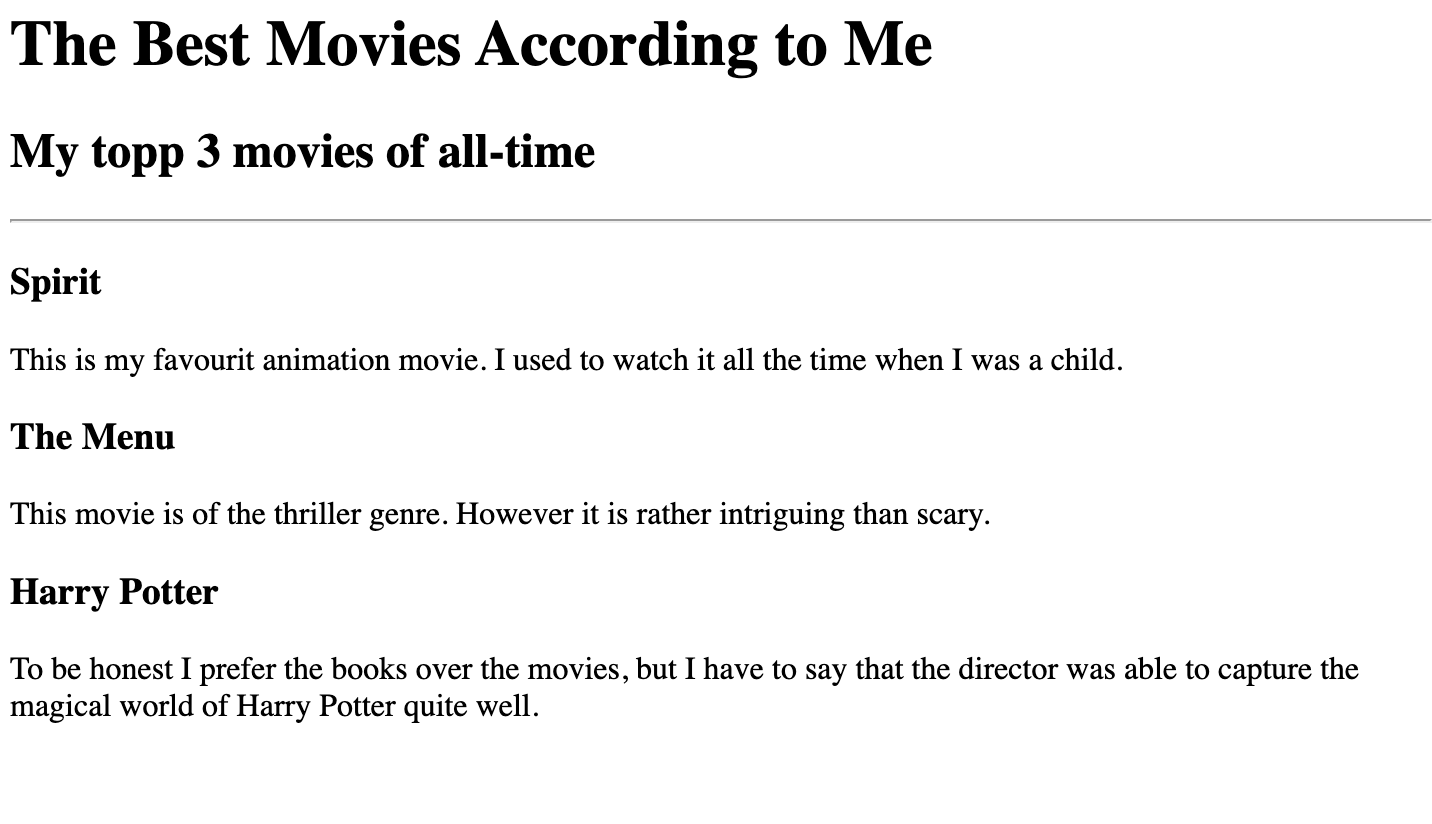 The Best Movies According to Me
My topp 3 movies of all-time
Spirit
This is my favourit animation movie. I used to watch it all the time when I was a child.
The Menu
This movie is of the thriller genre. However it is rather intriguing than scary.
Harry Potter
To be honest I prefer the books over the movies, but I have to say that the director was able to capture the
magical world of Harry Potter quite well.